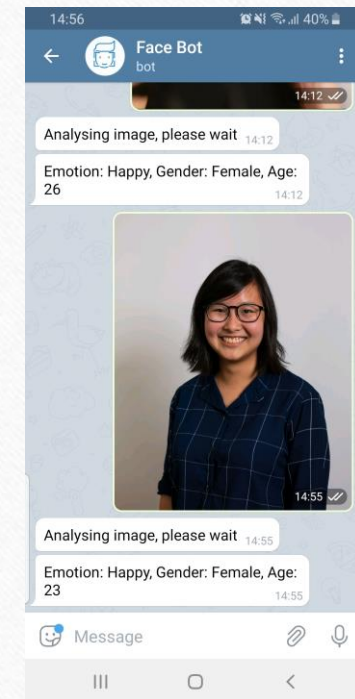 14:56
40%
Face Bot
bot
14:12
Analysing image, please wait 14:12
Emotion: Happy, Gender: Female, Age:
26
14:12
14:55
Analysing image, please wait 14:55
Emotion: Happy, Gender: Female, Age:
23
14:55
Message